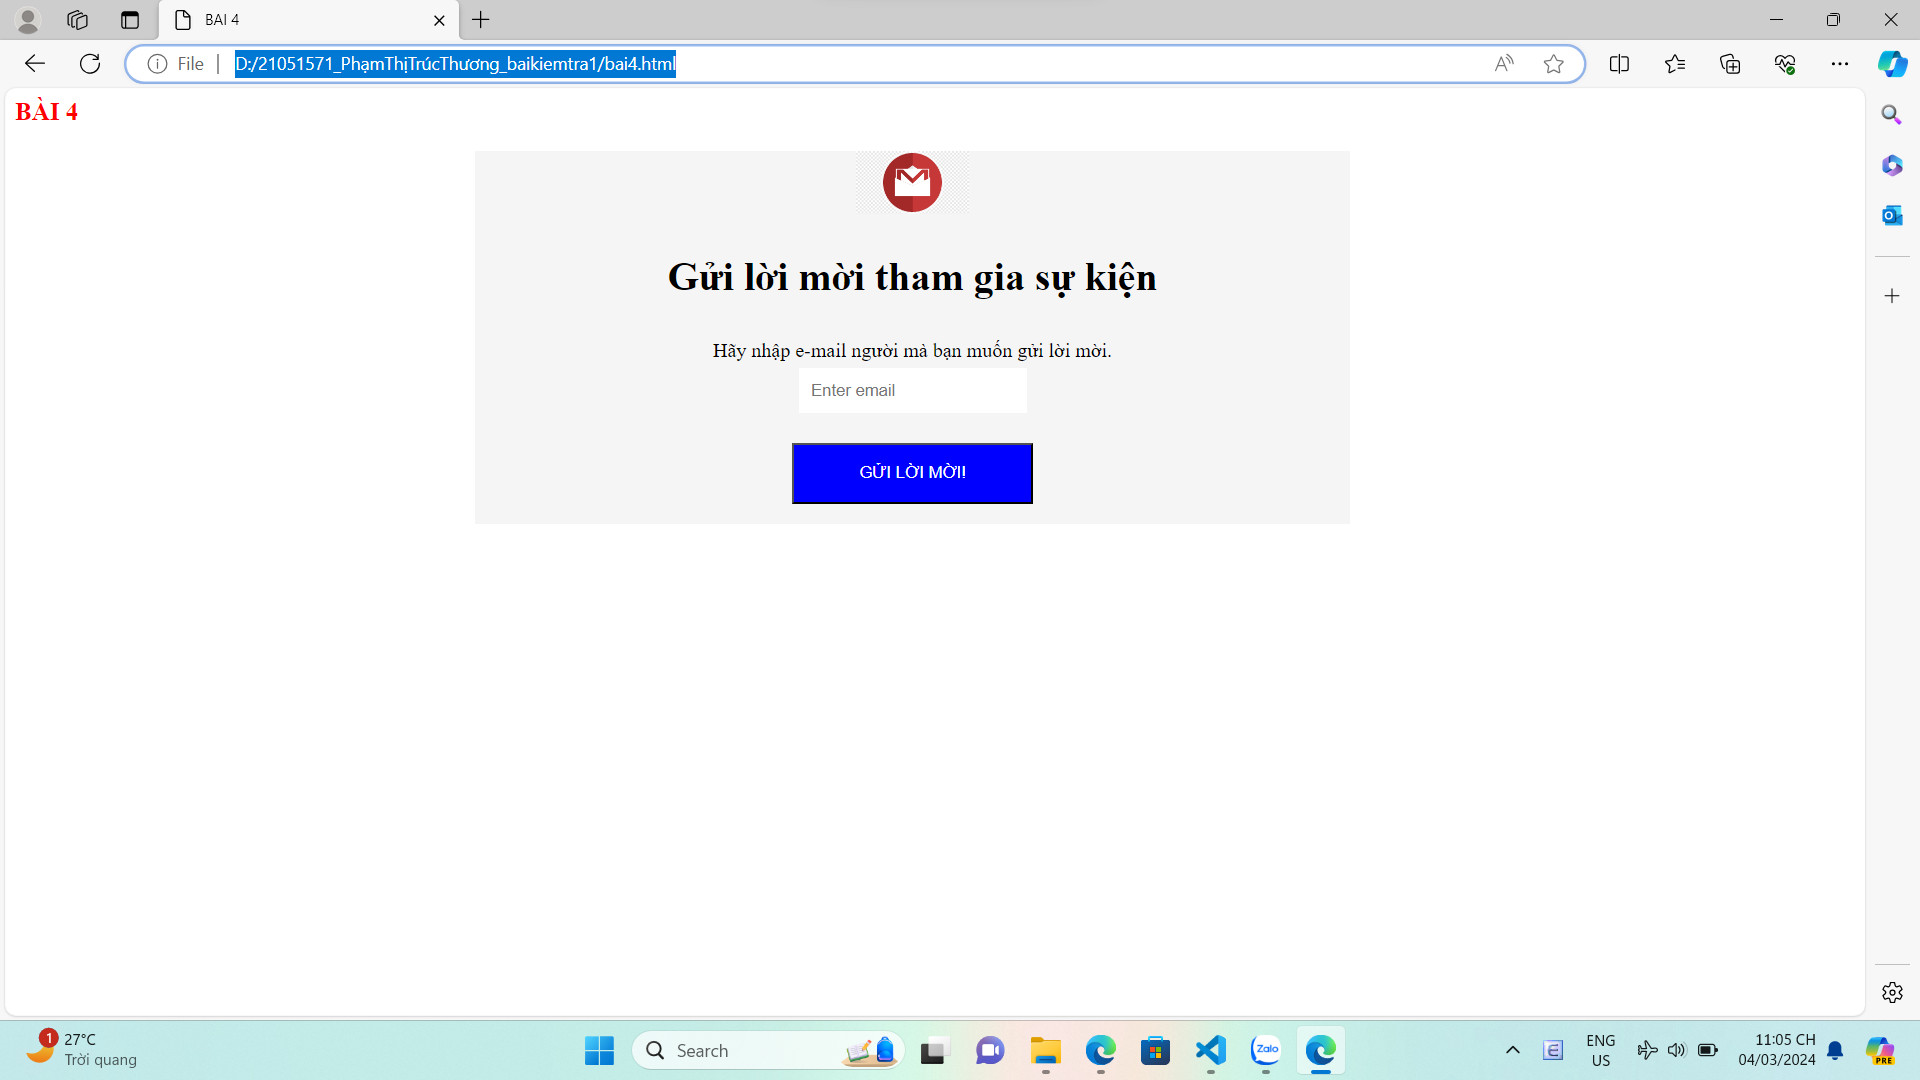 BAI 4
File
D:/21051571_PhạmThịTrúcThương_baikiemtra1/bai4.html
BÀI 4
Gửi lời mời tham gia sự kiện
Hãy nhập e-mail người mà bạn muốn gửi lời mời.
Enter email
GỬI LỜI MỜI!
1
27°C
Trời quang
Search
Zalo
E
ENG
US
11:05 CH
04/03/2024
PRE